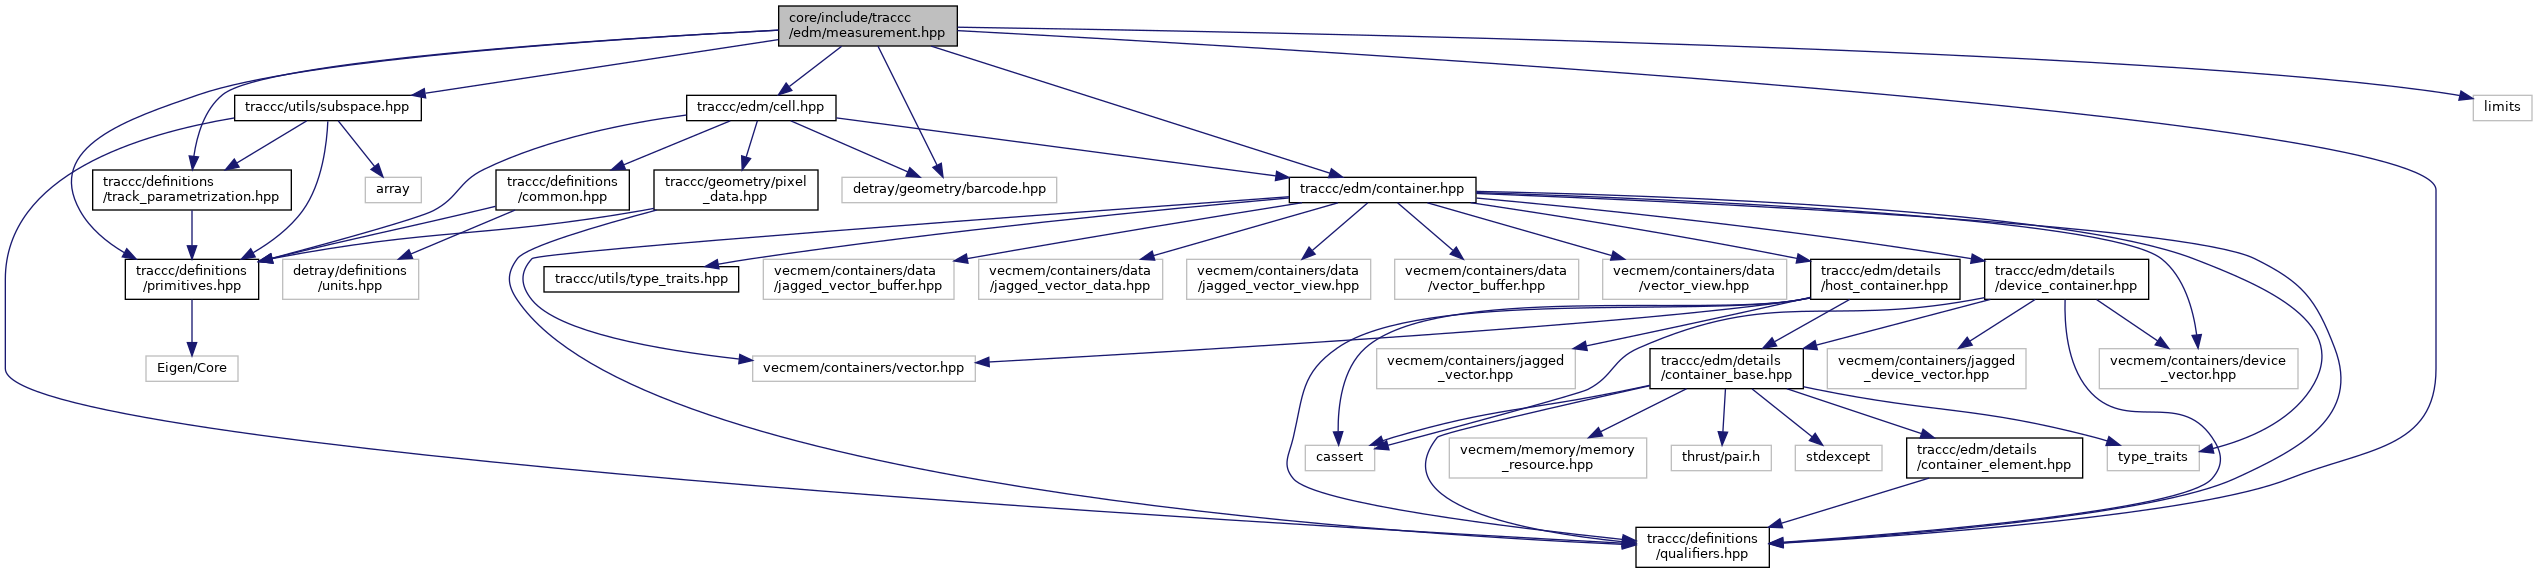 core/include/traccc
/edm/measurement.hpp
traccc/utils/subspace.hpp
traccc/edm/cell.hpp
limits
traccc/definitions
/track_parametrization.hpp
array
traccc/definitions
/common.hpp
traccc/geometry/pixel
_data.hpp
detray/geometry/barcode.hpp
traccc/edm/container.hpp
traccc/definitions
/primitives.hpp
detray/definitions
/units.hpp
traccc/utils/type_traits.hpp
vecmem/containers/data
/jagged_vector_buffer.hpp
vecmem/containers/data
/jagged_vector_data.hpp
vecmem/containers/data
/jagged_vector_view.hpp
vecmem/containers/data
/vector_buffer.hpp
vecmem/containers/data
/vector_view.hpp
traccc/edm/details
/host_container.hpp
traccc/edm/details
/device_container.hpp
Eigen/Core
vecmem/containers/vector.hpp
vecmem/containers/jagged
_vector.hpp
traccc/edm/details
/container_base.hpp
vecmem/containers/jagged
_device_vector.hpp
vecmem/containers/device
_vector.hpp
cassert
vecmem/memory/memory
_resource.hpp
thrust/pair.h
stdexcept
traccc/edm/details
/container_element.hpp
type_traits
traccc/definitions
/qualifiers.hpp